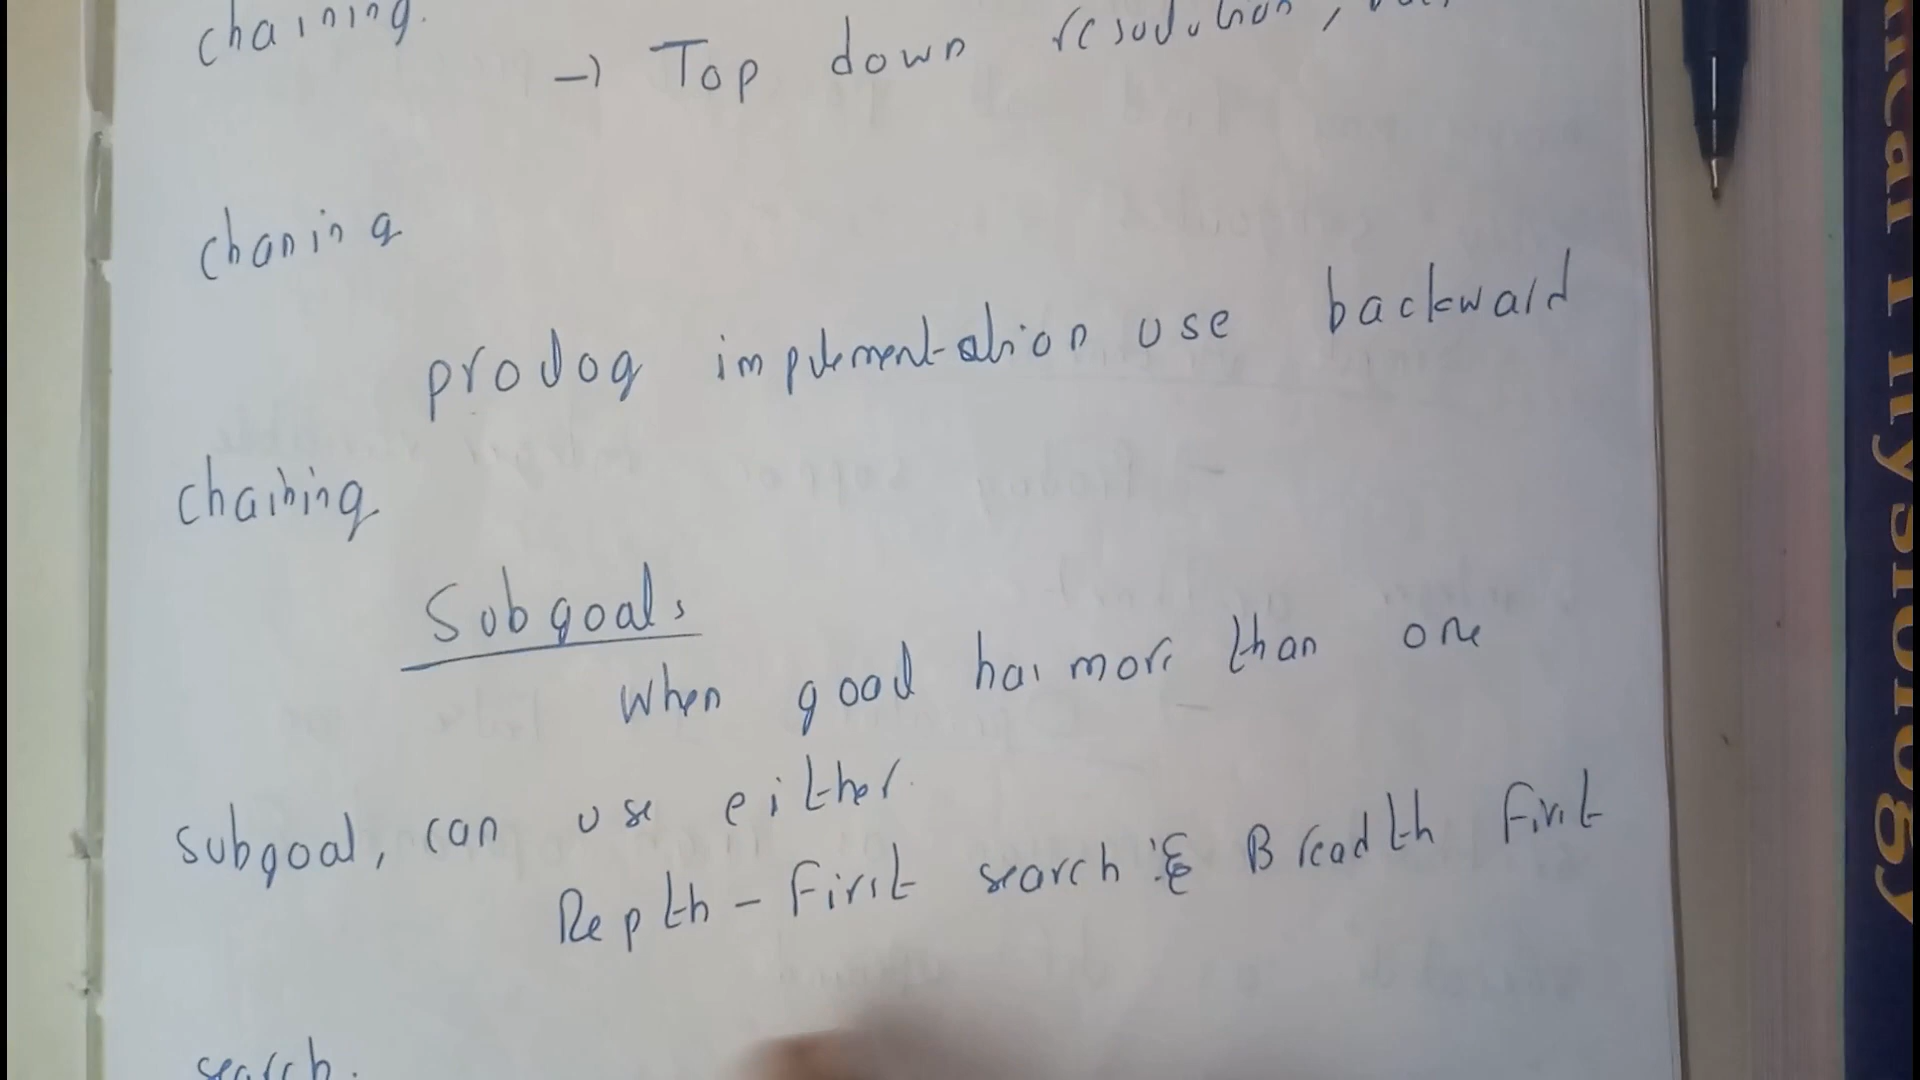 chaining.
→ Top down resolution,
chaning
prolog implementation use backward
chaining
Subgoals
When goal has more than one
subgoal, can use either.
Depth - First search & Breadth First
search.